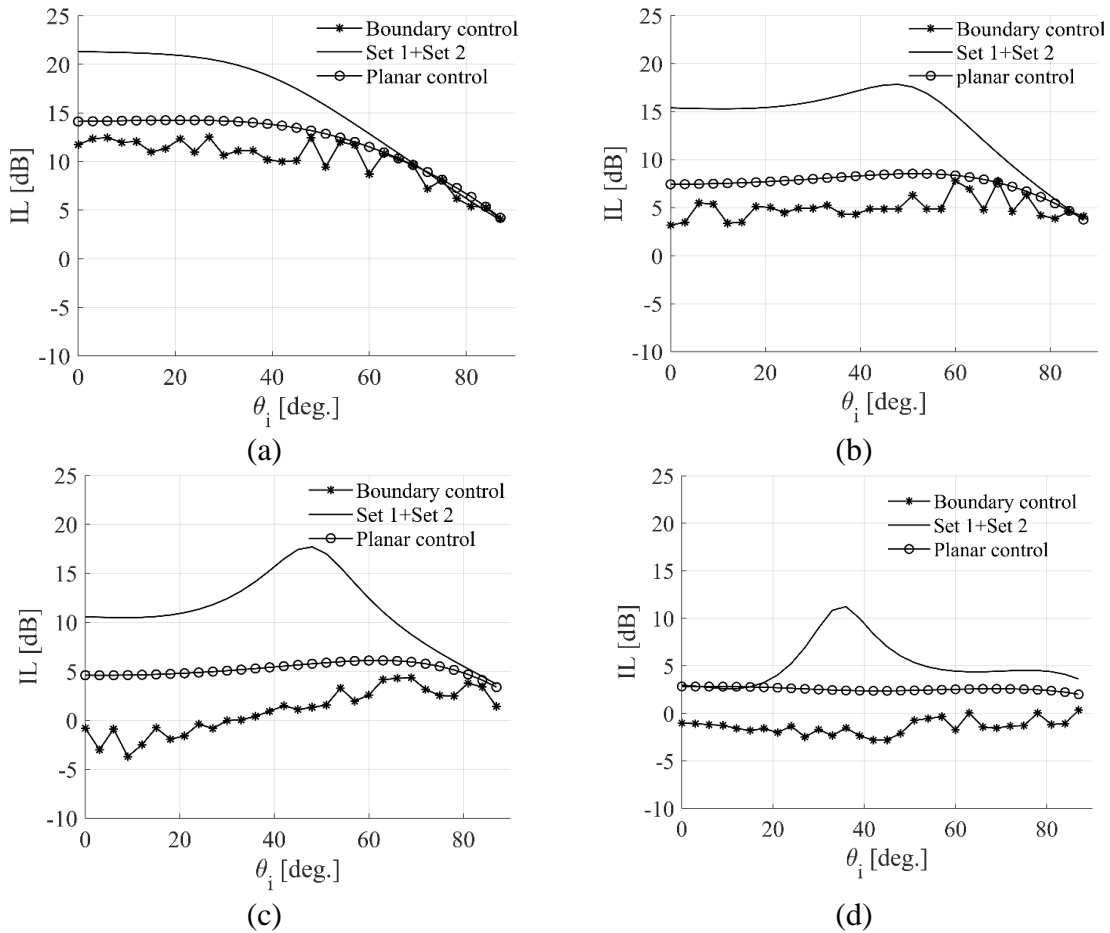 25
20
15
10
5
0
-5
-10
IL [dB]
Boundary control
Set 1+Set 2
Planar control
0 20 40 60 80
θi [deg.]
(a)
25
20
15
10
5
0
-5
-10
IL [dB]
Boundary control
Set 1+Set 2
planar control
0 20 40 60 80
θi [deg.]
(b)
25
20
15
10
5
0
-5
-10
IL [dB]
Boundary control
Set 1+Set 2
Planar control
0 20 40 60 80
θi [deg.]
(c)
25
20
15
10
5
0
-5
-10
IL [dB]
Boundary control
Set 1+Set 2
Planar control
0 20 40 60 80
θi [deg.]
(d)